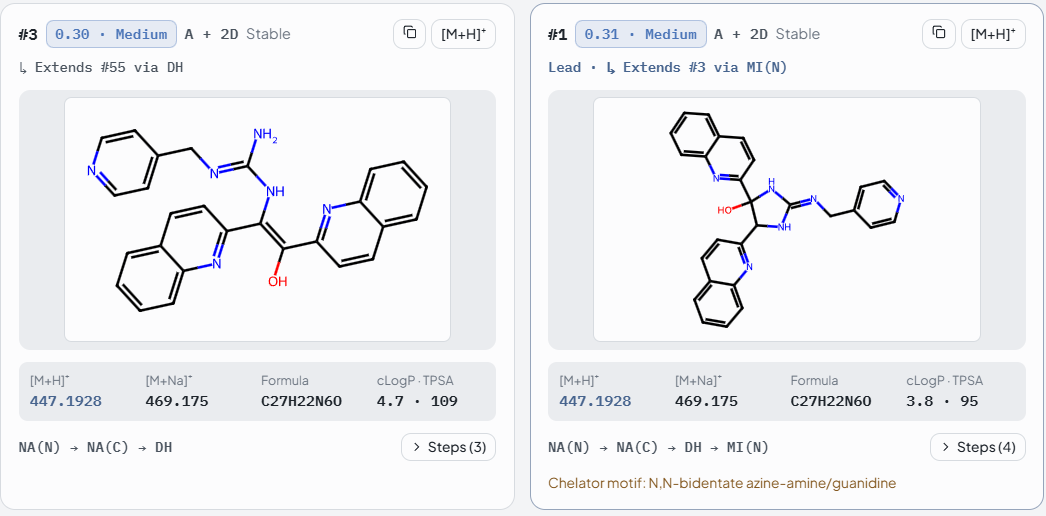 #3 0.30 · Medium A + 2D Stable [M+H]⁺
↳ Extends #55 via DH
NH₂
N
N
NH
N
N
OH
[M+H]⁺ [M+Na]⁺ Formula cLogP · TPSA
447.1928 469.175 C27H22N6O 4.7 · 109
NA(N) → NA(C) → DH > Steps (3)
#1 0.31 · Medium A + 2D Stable [M+H]⁺
Lead · ↳ Extends #3 via MI(N)
N
H
N
N
N
HO
NH
N
[M+H]⁺ [M+Na]⁺ Formula cLogP · TPSA
447.1928 469.175 C27H22N6O 3.8 · 95
NA(N) → NA(C) → DH → MI(N) > Steps (4)
Chelator motif: N,N-bidentate azine-amine/guanidine